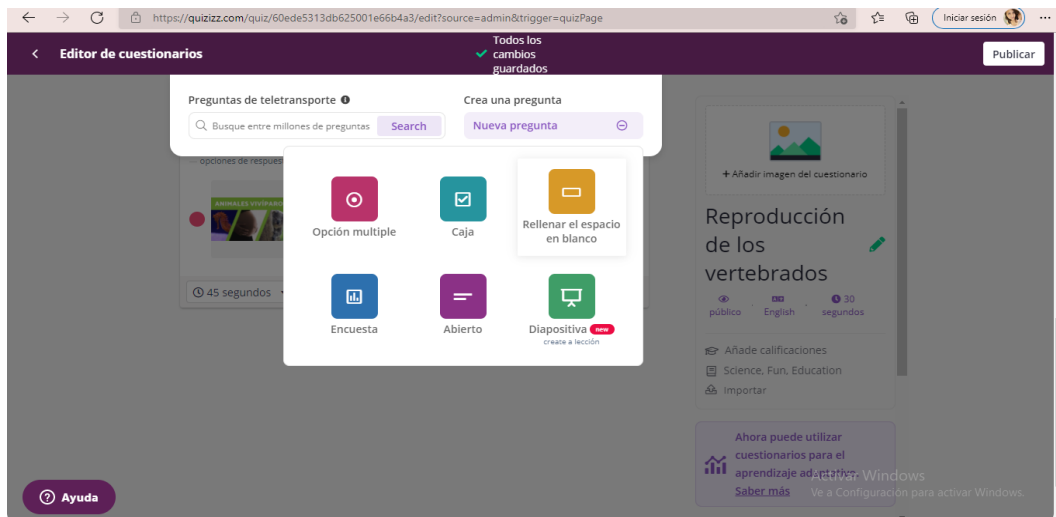 https://quizizz.com/quiz/60ede5313db625001e66b4a3/edit?source=admin&trigger=quizPage
Iniciar sesión
Editor de cuestionarios
Todos los
cambios
guardados
Publicar
Preguntas de teletransporte
Crea una pregunta
Busque entre millones de preguntas
Search
Nueva pregunta
opciones de respues
ANIMALES VIVÍPARO
45 segundos
Opción multiple
Caja
Rellenar el espacio
en blanco
Encuesta
Abierto
Diapositiva new
create a lección
+ Añadir imagen del cuestionario
Reproducción
de los
vertebrados
público
English
30
segundos
Añade calificaciones
Science, Fun, Education
Importar
Ahora puede utilizar
cuestionarios para el
aprendizaje adaptativo.
Saber más
Activar Windows
Ve a Configuración para activar Windows.
Ayuda